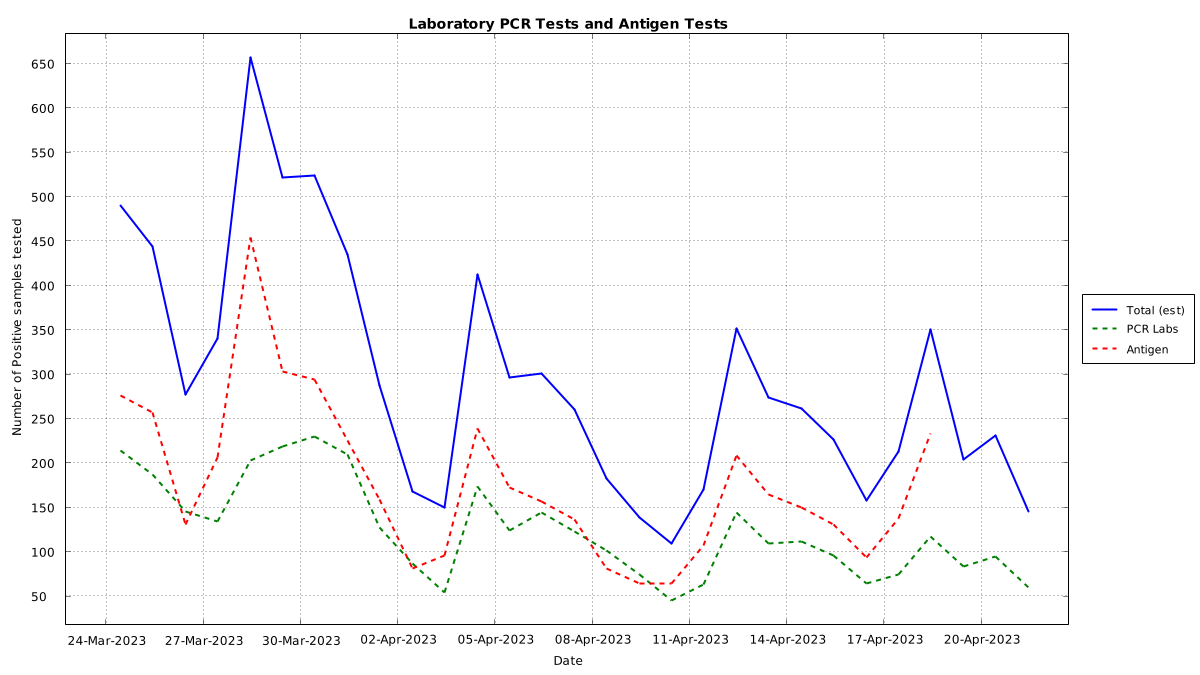 Laboratory PCR Tests and Antigen Tests
Number of Positive samples tested
650
600
550
500
450
400
350
300
250
200
150
100
50
24-Mar-2023 27-Mar-2023 30-Mar-2023 02-Apr-2023 05-Apr-2023 08-Apr-2023 11-Apr-2023 14-Apr-2023 17-Apr-2023 20-Apr-2023
Date
Total (est)
PCR Labs
Antigen